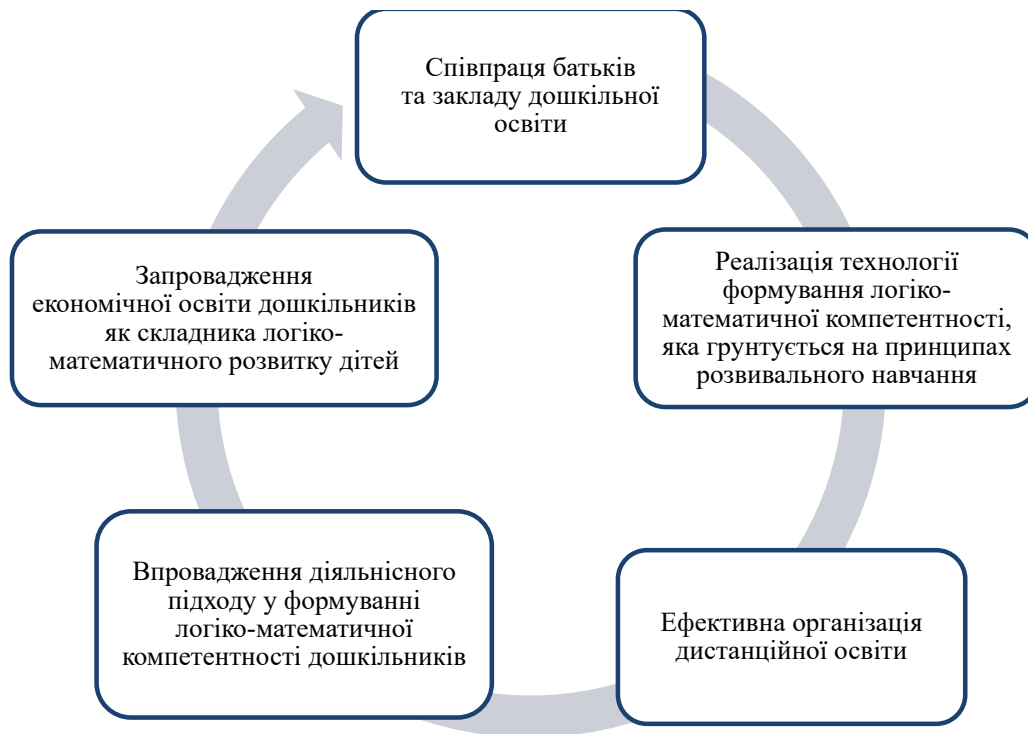 Співпраця батьків
та закладу дошкільної
освіти
Реалізація технології
формування логіко-
математичної компетентності,
яка грунтується на принципах
розвивального навчання
Ефективна організація
дистанційної освіти
Впровадження діяльнісного
підходу у формуванні
логіко-математичної
компетентності дошкільників
Запровадження
економічної освіти дошкільників
як складника логіко-
математичного розвитку дітей